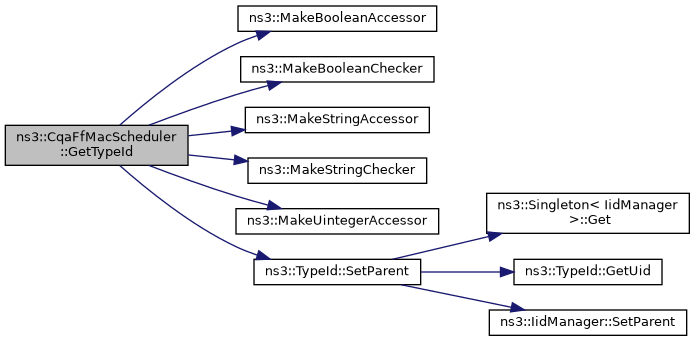 ns3::MakeBooleanAccessor
ns3::MakeBooleanChecker
ns3::MakeStringAccessor
ns3::CqaFfMacScheduler
::GetTypeId
ns3::MakeStringChecker
ns3::MakeUintegerAccessor
ns3::TypeId::SetParent
ns3::Singleton< IidManager
>::Get
ns3::TypeId::GetUid
ns3::IidManager::SetParent